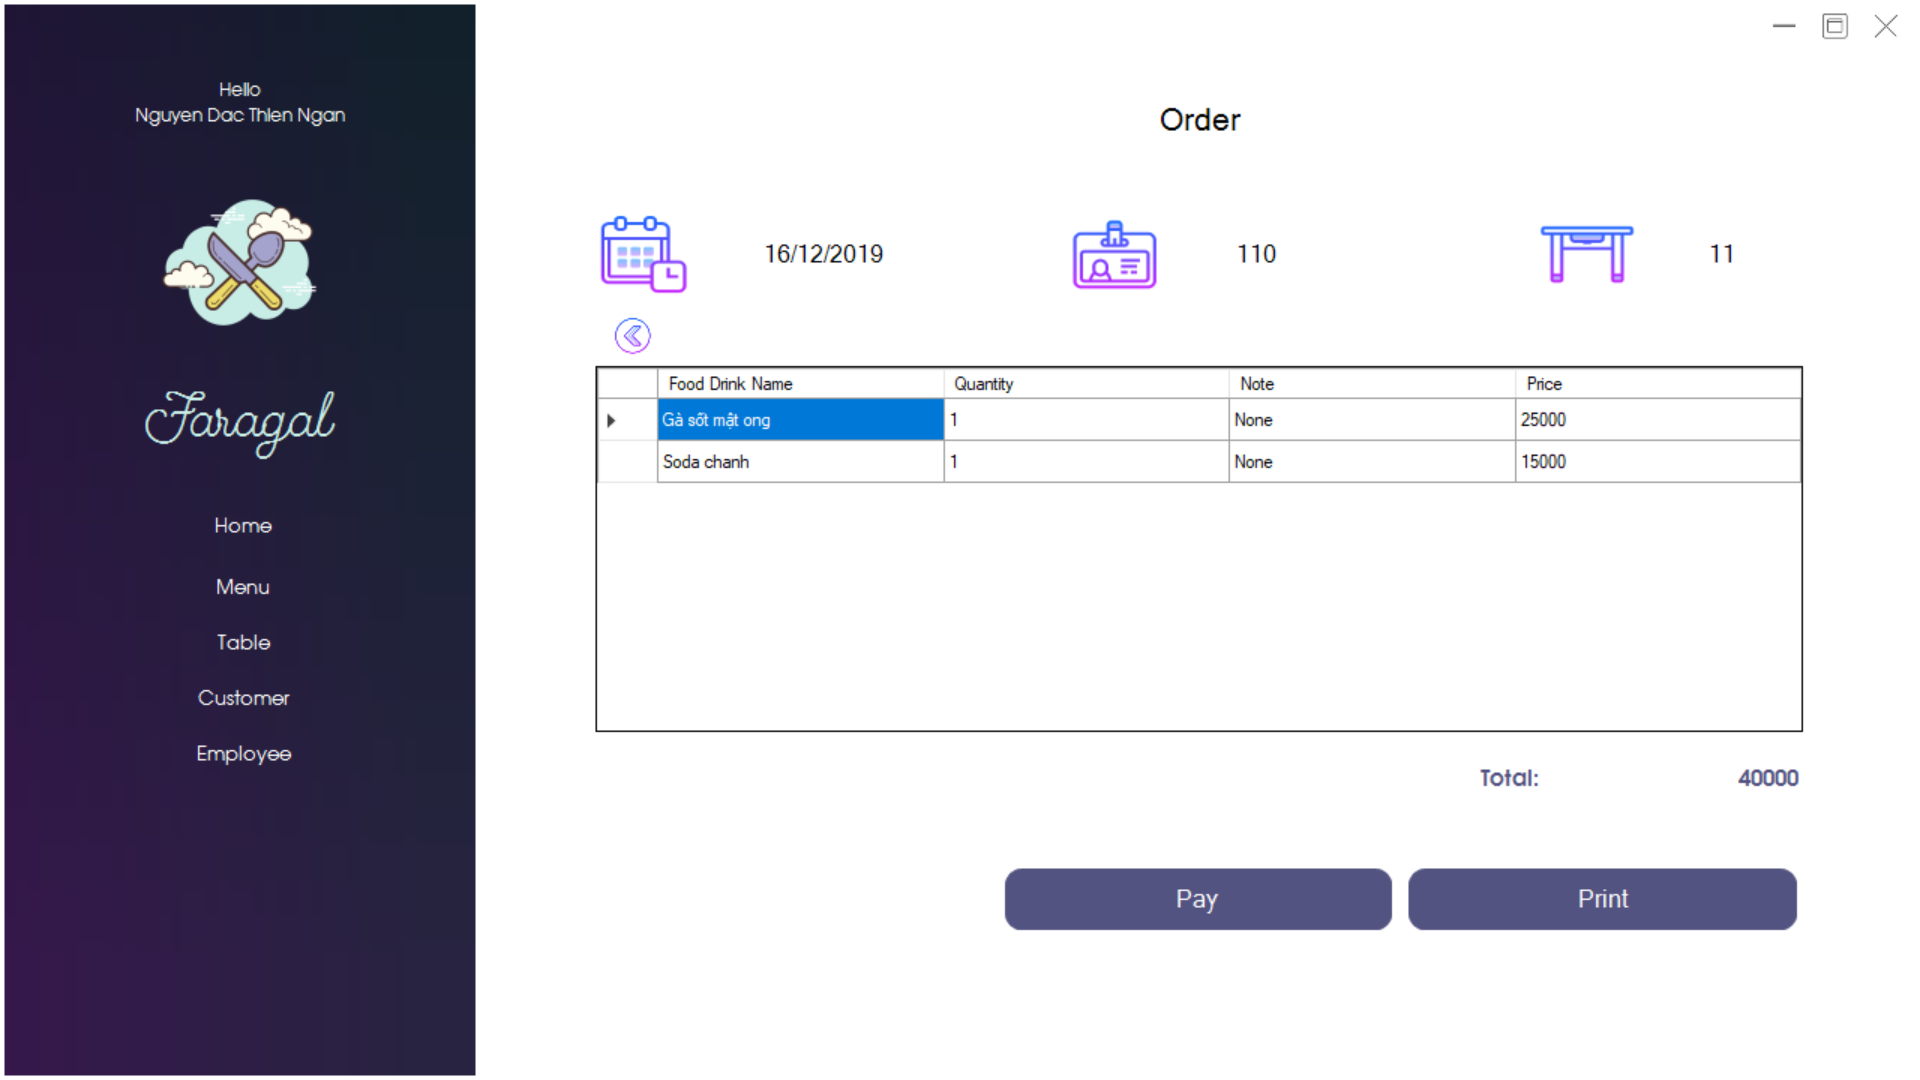 Hello
Nguyen Dac Thien Ngan
Faragal
Home
Menu
Table
Customer
Employee
Order
16/12/2019 110 11
Food Drink Name Quantity Note Price
Gà sốt mật ong 1 None 25000
Soda chanh 1 None 15000
Total: 40000
Pay Print